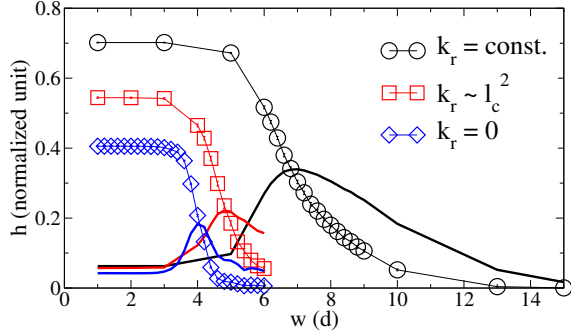 0.8
0.6
0.4
0.2
0
h (normalized unit)
k_r = const.
k_r ~ l_c^2
k_r = 0
0 2 4 6 8 10 12 14
w (d)